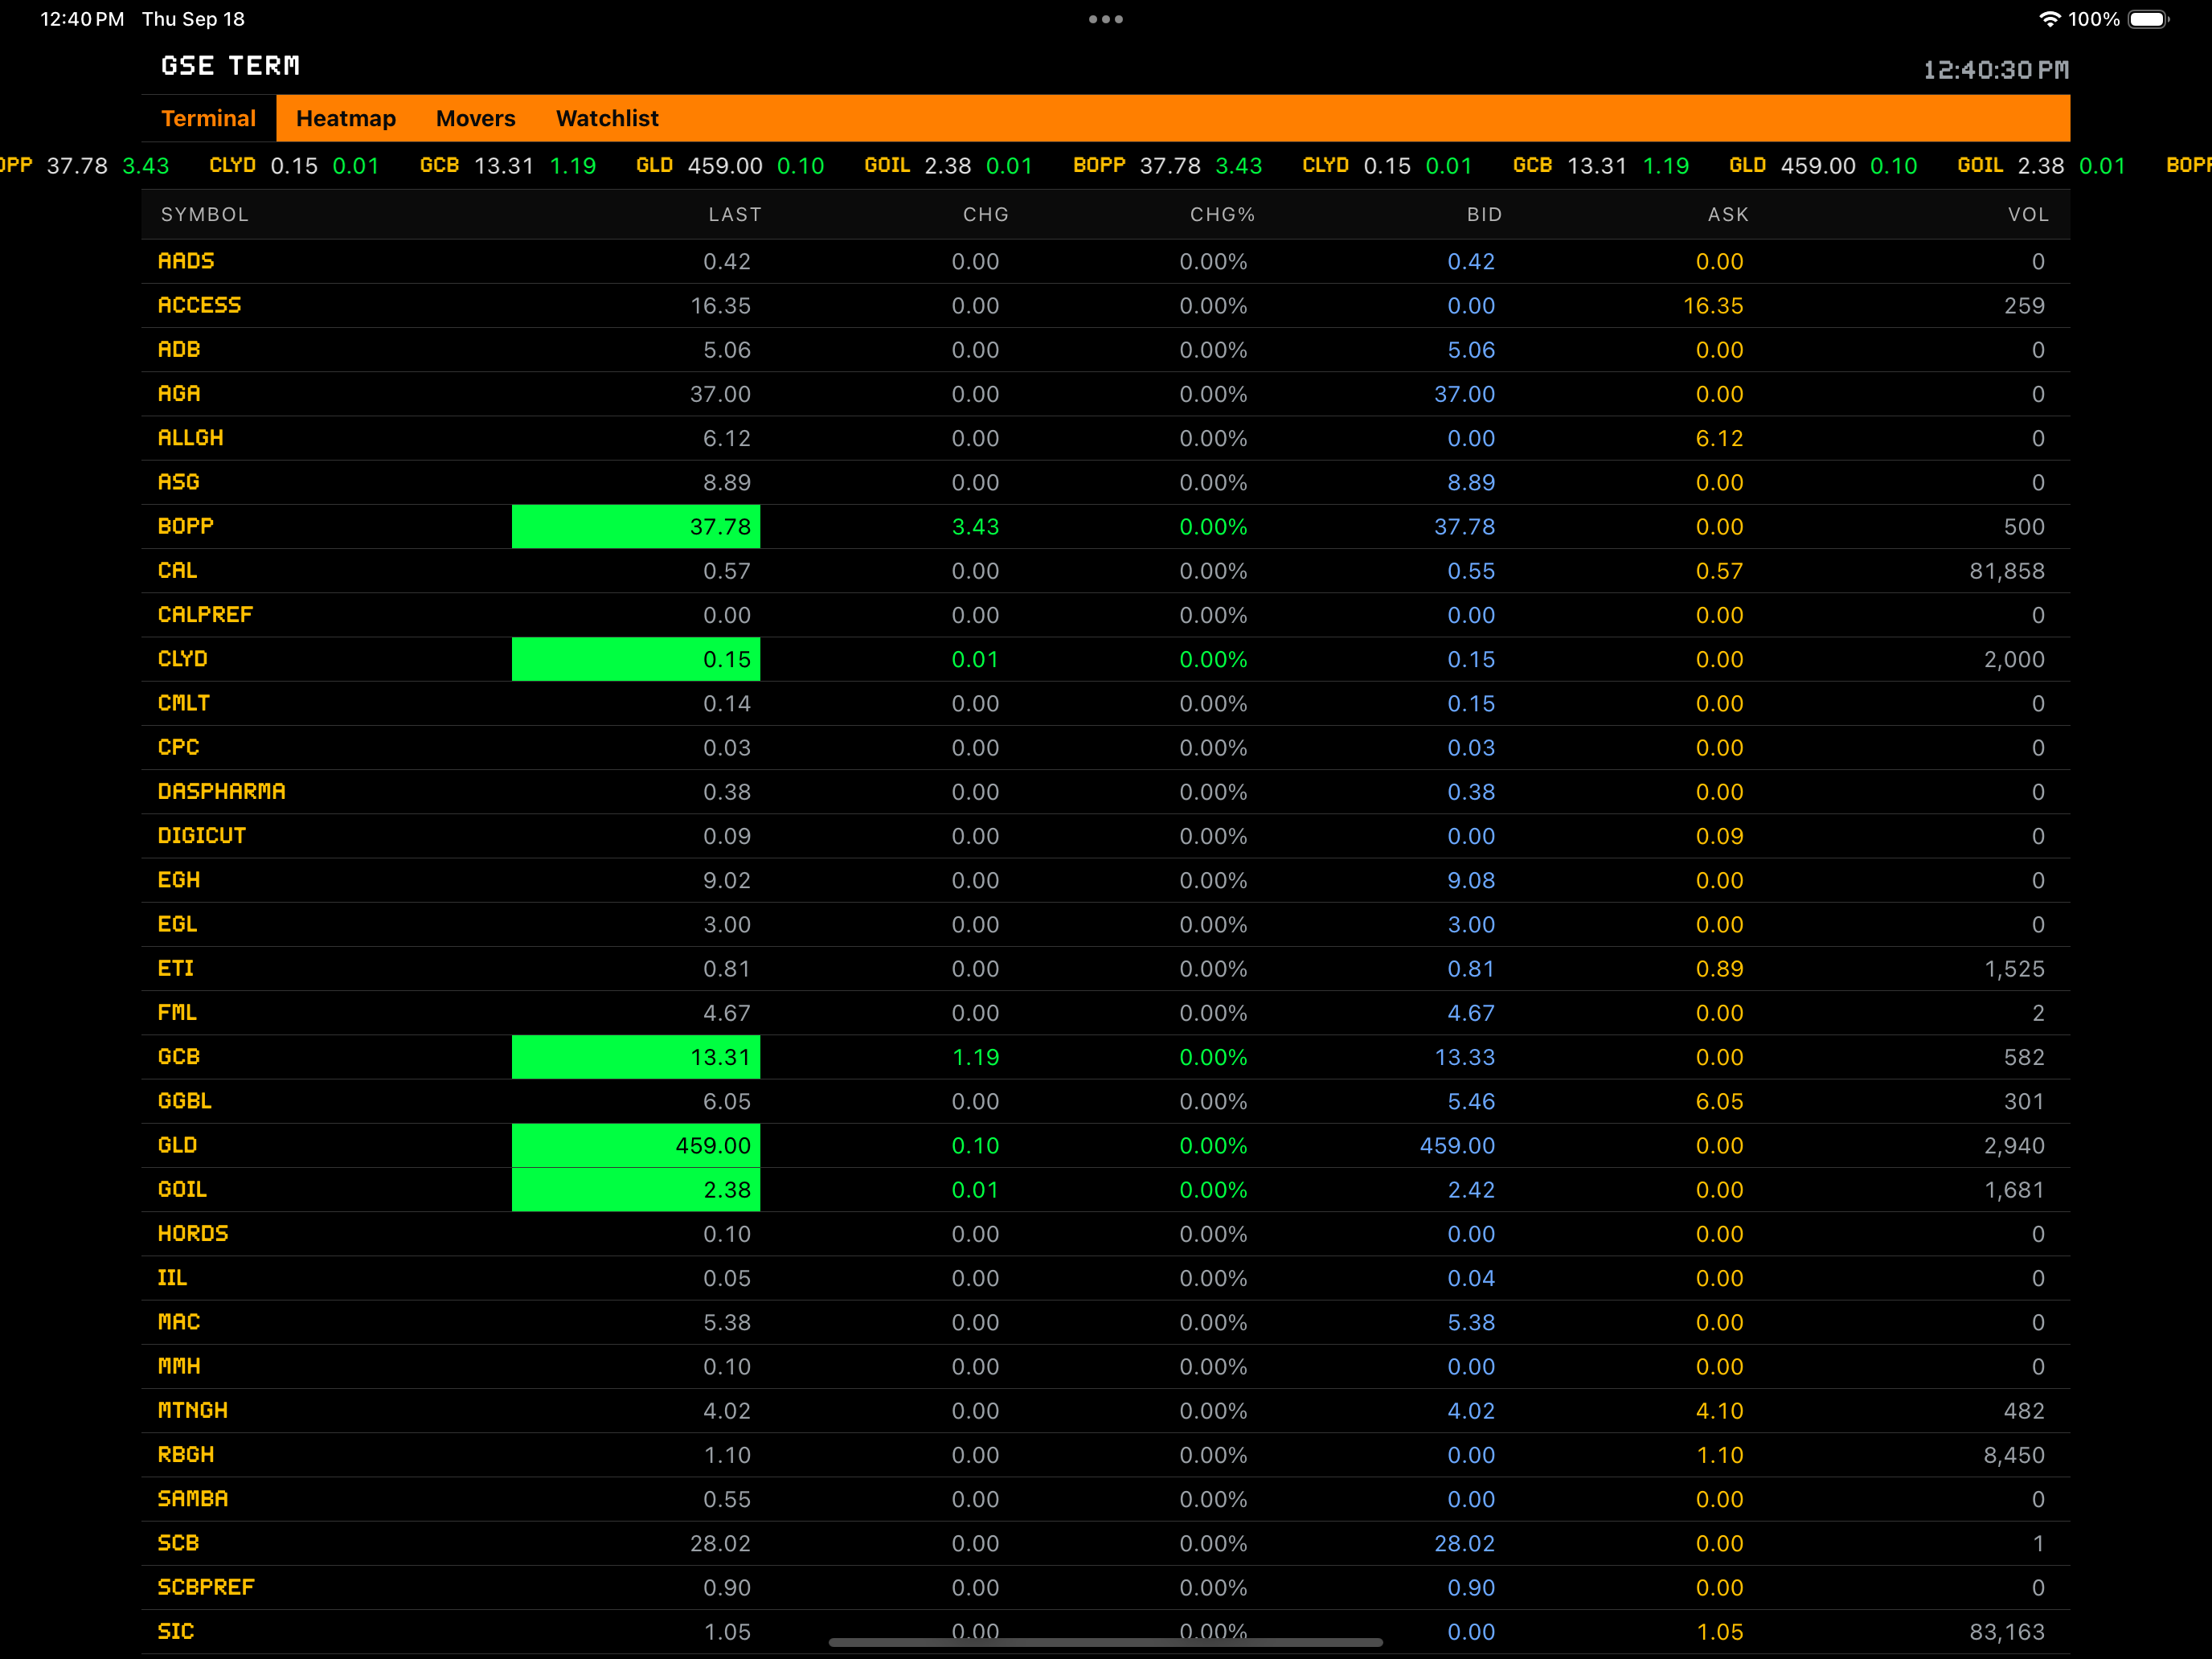 12:40 PM Thu Sep 18 100%
GSE TERM 12:40:30 PM
Terminal Heatmap Movers Watchlist
37.78 3.43 CLYD 0.15 0.01 GCB 13.31 1.19 GLD 459.00 0.10 GOIL 2.38 0.01 BOPP 37.78 3.43 CLYD 0.15 0.01 GCB 13.31 1.19 GLD 459.00 0.10 GOIL 2.38 0.01
SYMBOL LAST CHG CHG% BID ASK VOL
AADS 0.42 0.00 0.00% 0.42 0.00 0
ACCESS 16.35 0.00 0.00% 0.00 16.35 259
ADB 5.06 0.00 0.00% 5.06 0.00 0
AGA 37.00 0.00 0.00% 37.00 0.00 0
ALLGH 6.12 0.00 0.00% 0.00 6.12 0
ASG 8.89 0.00 0.00% 8.89 0.00 0
BOPP 37.78 3.43 0.00% 37.78 0.00 500
CAL 0.57 0.00 0.00% 0.55 0.57 81,858
CALPREF 0.00 0.00 0.00% 0.00 0.00 0
CLYD 0.15 0.01 0.00% 0.15 0.00 2,000
CMLT 0.14 0.00 0.00% 0.15 0.00 0
CPC 0.03 0.00 0.00% 0.03 0.00 0
DASPHARMA 0.38 0.00 0.00% 0.38 0.00 0
DIGICUT 0.09 0.00 0.00% 0.00 0.09 0
EGH 9.02 0.00 0.00% 9.08 0.00 0
EGL 3.00 0.00 0.00% 3.00 0.00 0
ETI 0.81 0.00 0.00% 0.81 0.89 1,525
FML 4.67 0.00 0.00% 4.67 0.00 2
GCB 13.31 1.19 0.00% 13.33 0.00 582
GGBL 6.05 0.00 0.00% 5.46 6.05 301
GLD 459.00 0.10 0.00% 459.00 0.00 2,940
GOIL 2.38 0.01 0.00% 2.42 0.00 1,681
HORDS 0.10 0.00 0.00% 0.00 0.00 0
IIL 0.05 0.00 0.00% 0.04 0.00 0
MAC 5.38 0.00 0.00% 5.38 0.00 0
MMH 0.10 0.00 0.00% 0.00 0.00 0
MTNGH 4.02 0.00 0.00% 4.02 4.10 482
RBGH 1.10 0.00 0.00% 0.00 1.10 8,450
SAMBA 0.55 0.00 0.00% 0.00 0.00 0
SCB 28.02 0.00 0.00% 28.02 0.00 1
SCBPREF 0.90 0.00 0.00% 0.90 0.00 0
SIC 1.05 0.00 0.00% 0.00 1.05 83,163